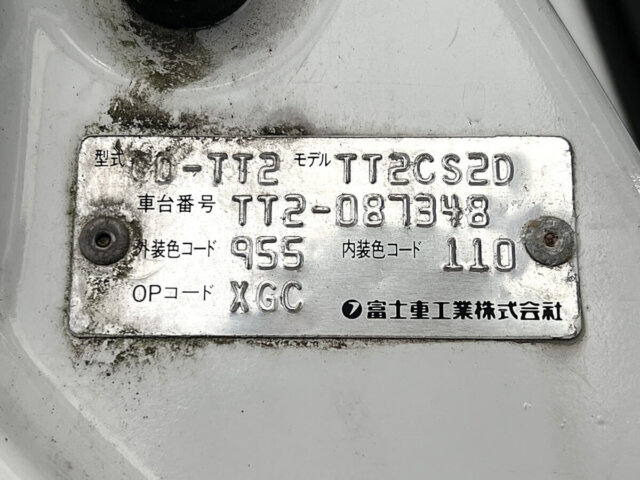 型式 GD-TT2 モデル TT2CS2D
車台番号 TT2-087348
外装色コード 955 内装色コード 110
OPコード XGC フ富士重工業株式会社